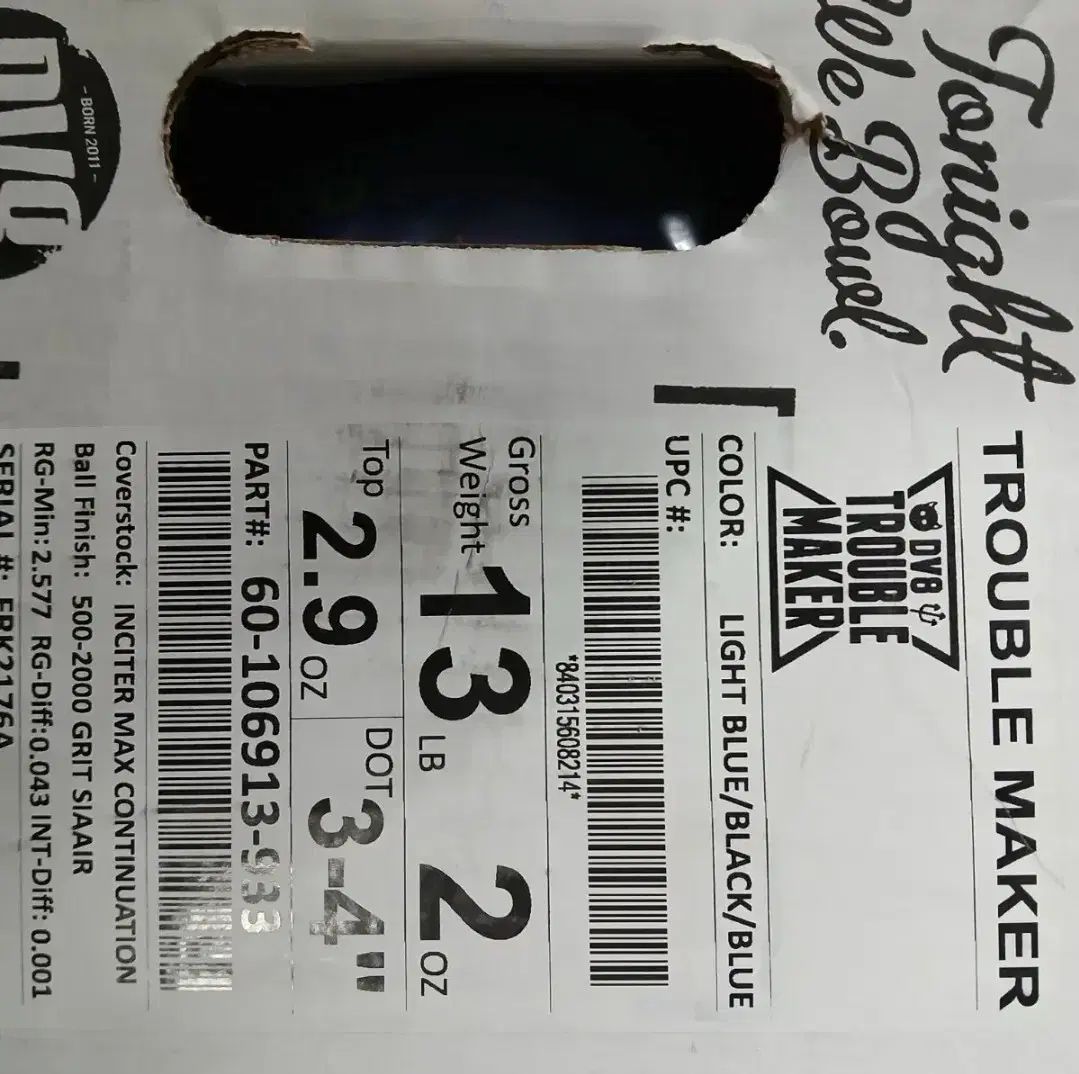 Tonight
We Bowl.
- BORN 2011 -
TROUBLE MAKER
DV8
TROUBLE
MAKER
COLOR: LIGHT BLUE/BLACK/BLUE
UPC #:
*840315608214*
Gross
Weight 13 LB 2 OZ
Top 2.9 OZ DOT 3-4"
PART#: 60-106913-933
Coverstock: INCITER MAX CONTINUATION
Ball Finish: 500-2000 GRIT SIAAIR
RG-Min: 2.577 RG-Diff:0.043 INT-Diff: 0.001
SERIAL #: